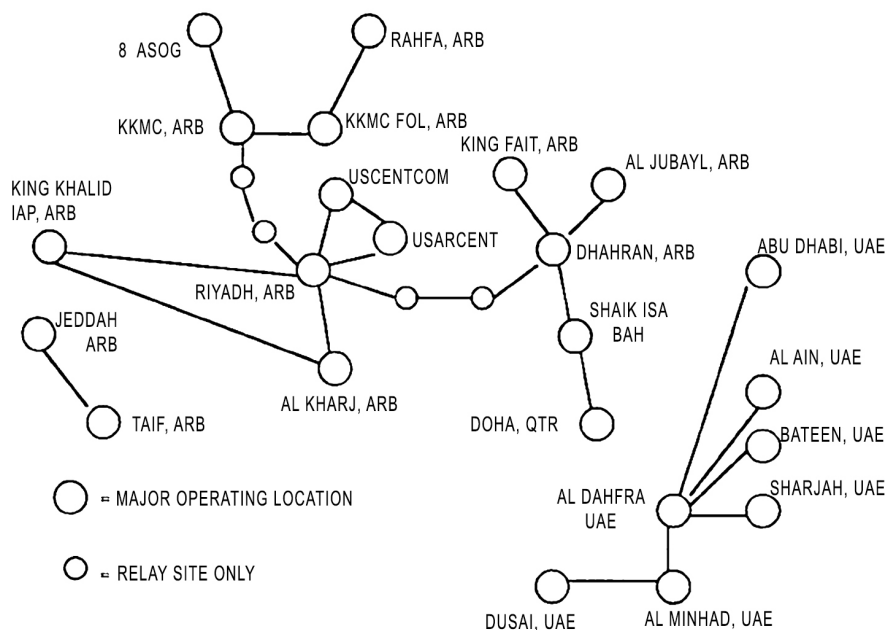 8 ASOG
RAHFA, ARB
KKMC, ARB
KKMC FOL, ARB
KING FAIT, ARB
AL JUBAYL, ARB
KING KHALID
IAP, ARB
USCENTCOM
USARCENT
DHAHRAN, ARB
ABU DHABI, UAE
RIYADH, ARB
SHAIK ISA
BAH
JEDDAH
ARB
AL AIN, UAE
AL KHARJ, ARB
TAIF, ARB
DOHA, QTR
BATEEN, UAE
= MAJOR OPERATING LOCATION
AL DAHFRA
UAE
SHARJAH, UAE
= RELAY SITE ONLY
DUSAI, UAE
AL MINHAD, UAE